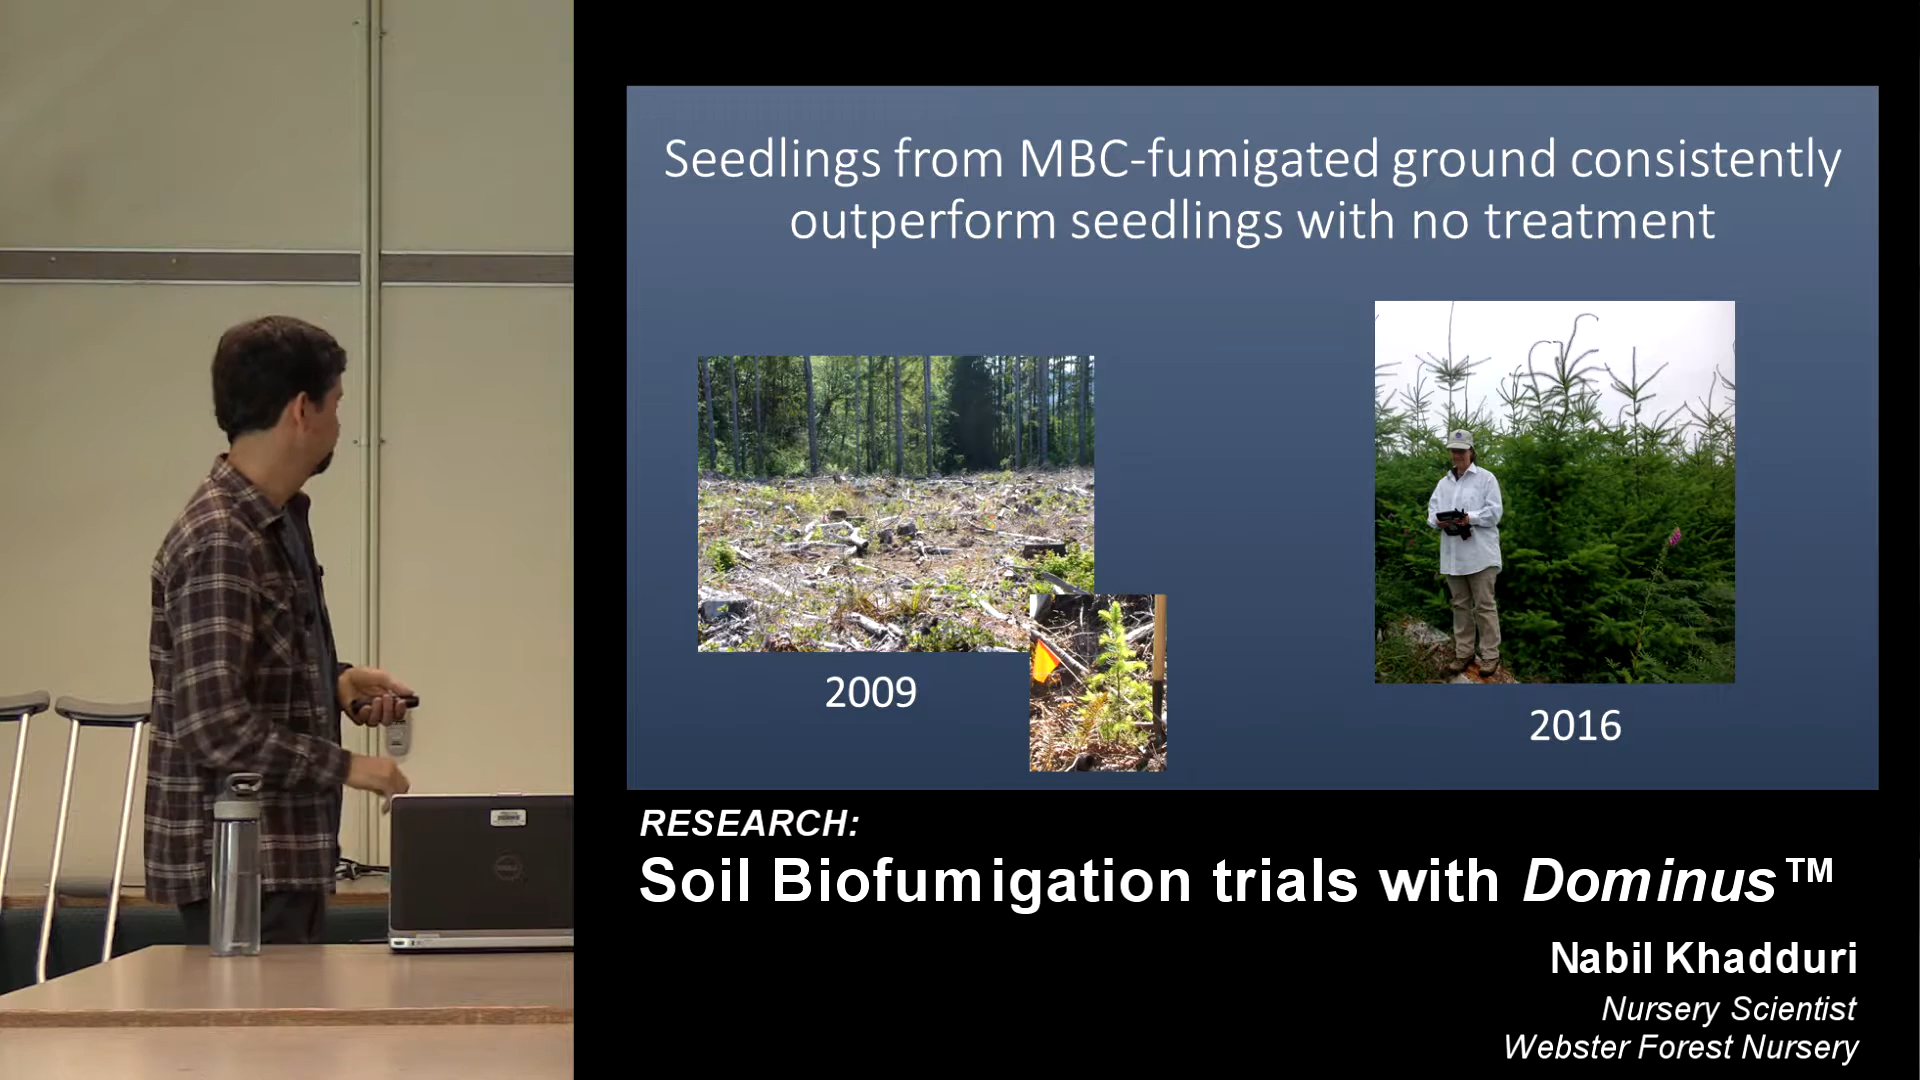 Seedlings from MBC-fumigated ground consistently
outperform seedlings with no treatment
2009
2016
RESEARCH:
Soil Biofumigation trials with Dominus™
Nabil Khadduri
Nursery Scientist
Webster Forest Nursery
DELL